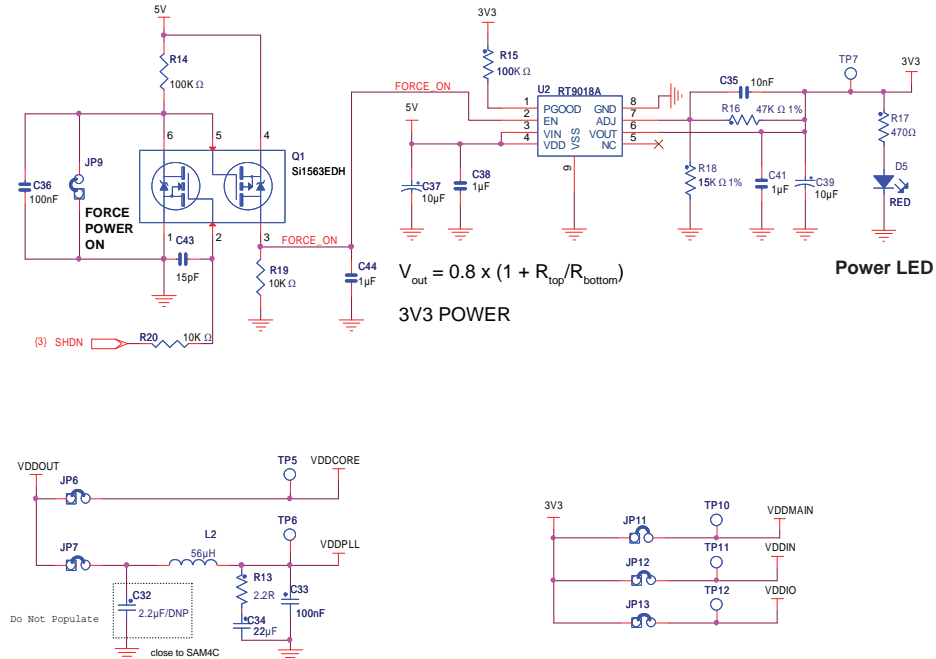 5V
R14
100K Ω
6
5
4
Q1
Si1563EDH
JP9
C36
100nF
FORCE
POWER
ON
1
C43
2
3
15pF
FORCE_ON
R19
10K Ω
C44
1µF
{3} SHDN
R20
10K Ω
3V3
R15
100K Ω
FORCE_ON
U2 RT9018A
1 PGOOD GND 8
2 EN ADJ 7
3 VIN VOUT 6
4 VDD NC 5
VSS
9
5V
C37
10µF
C38
1µF
C35
10nF
TP7
3V3
R16
47K Ω 1%
R17
470Ω
R18
15K Ω 1%
C41
1µF
C39
10µF
D5
RED
Power LED
Vout = 0.8 x (1 + Rtop/Rbottom)
3V3 POWER
VDDOUT
JP6
TP5
VDDCORE
JP7
L2
56µH
TP6
VDDPLL
R13
2.2R
C33
100nF
C32
2.2µF/DNP
C34
22µF
Do Not Populate
close to SAM4C
3V3
JP11
TP10
VDDMAIN
JP12
TP11
VDDIN
JP13
TP12
VDDIO